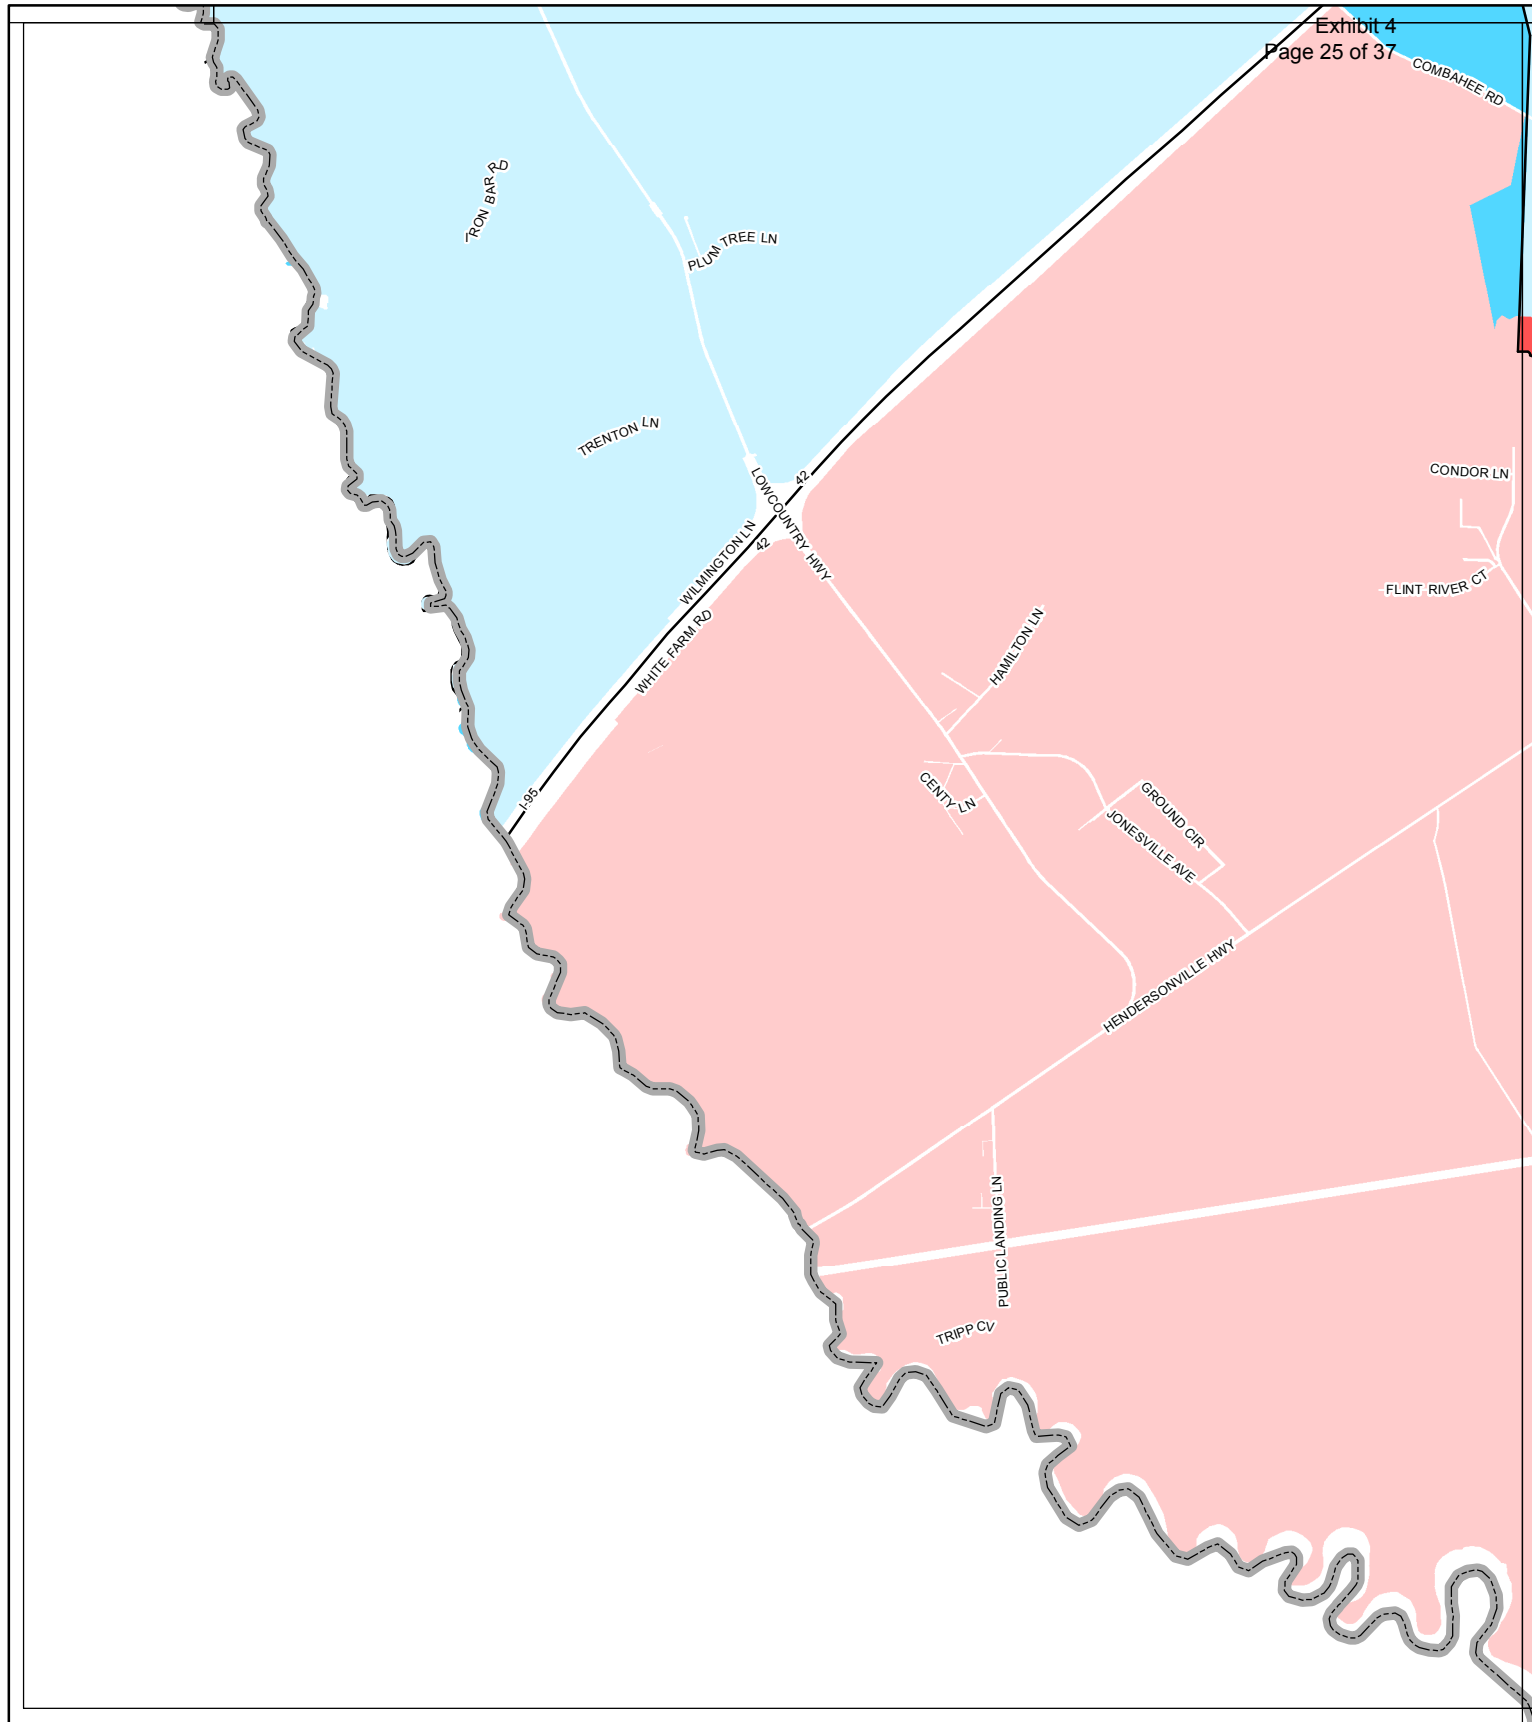 Exhibit 4
Page 25 of 37
COMBAHEE RD
IRON BAR RD
PLUM TREE LN
TRENTON LN
LOWCOUNTRY HWY
42
42
CONDOR LN
WILMINGTON LN
WHITE FARM RD
FLINT RIVER CT
HAMILTON LN
I-95
CENTY LN
GROUND CIR
JONESVILLE AVE
HENDERSONVILLE HWY
PUBLIC LANDING LN
TRIPP CV